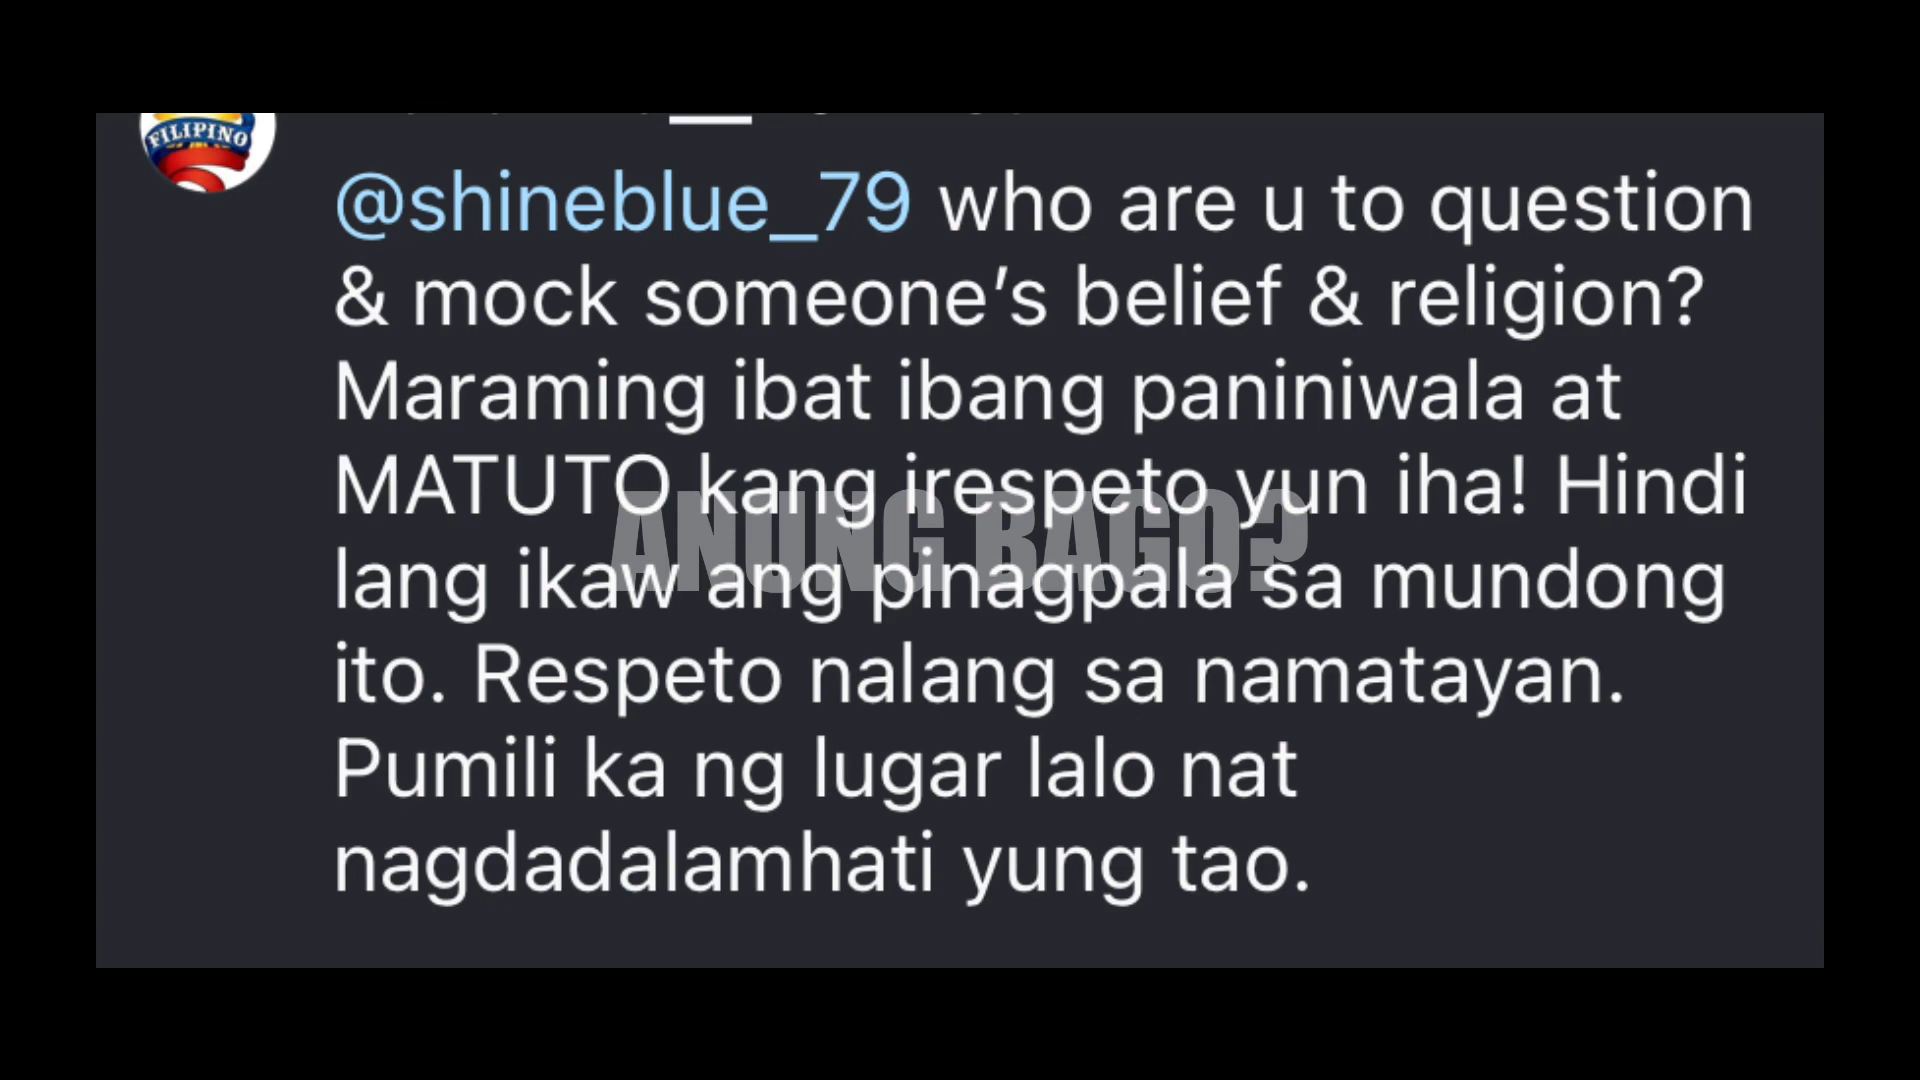 FILIPINO
@shineblue_79 who are u to question
& mock someone's belief & religion?
Maraming ibat ibang paniniwala at
MATUTO kang irespeto yun iha! Hindi
lang ikaw ang pinagpala sa mundong
ito. Respeto nalang sa namatayan.
Pumili ka ng lugar lalo nat
nagdadalamhati yung tao.
ANUNG BAGO?